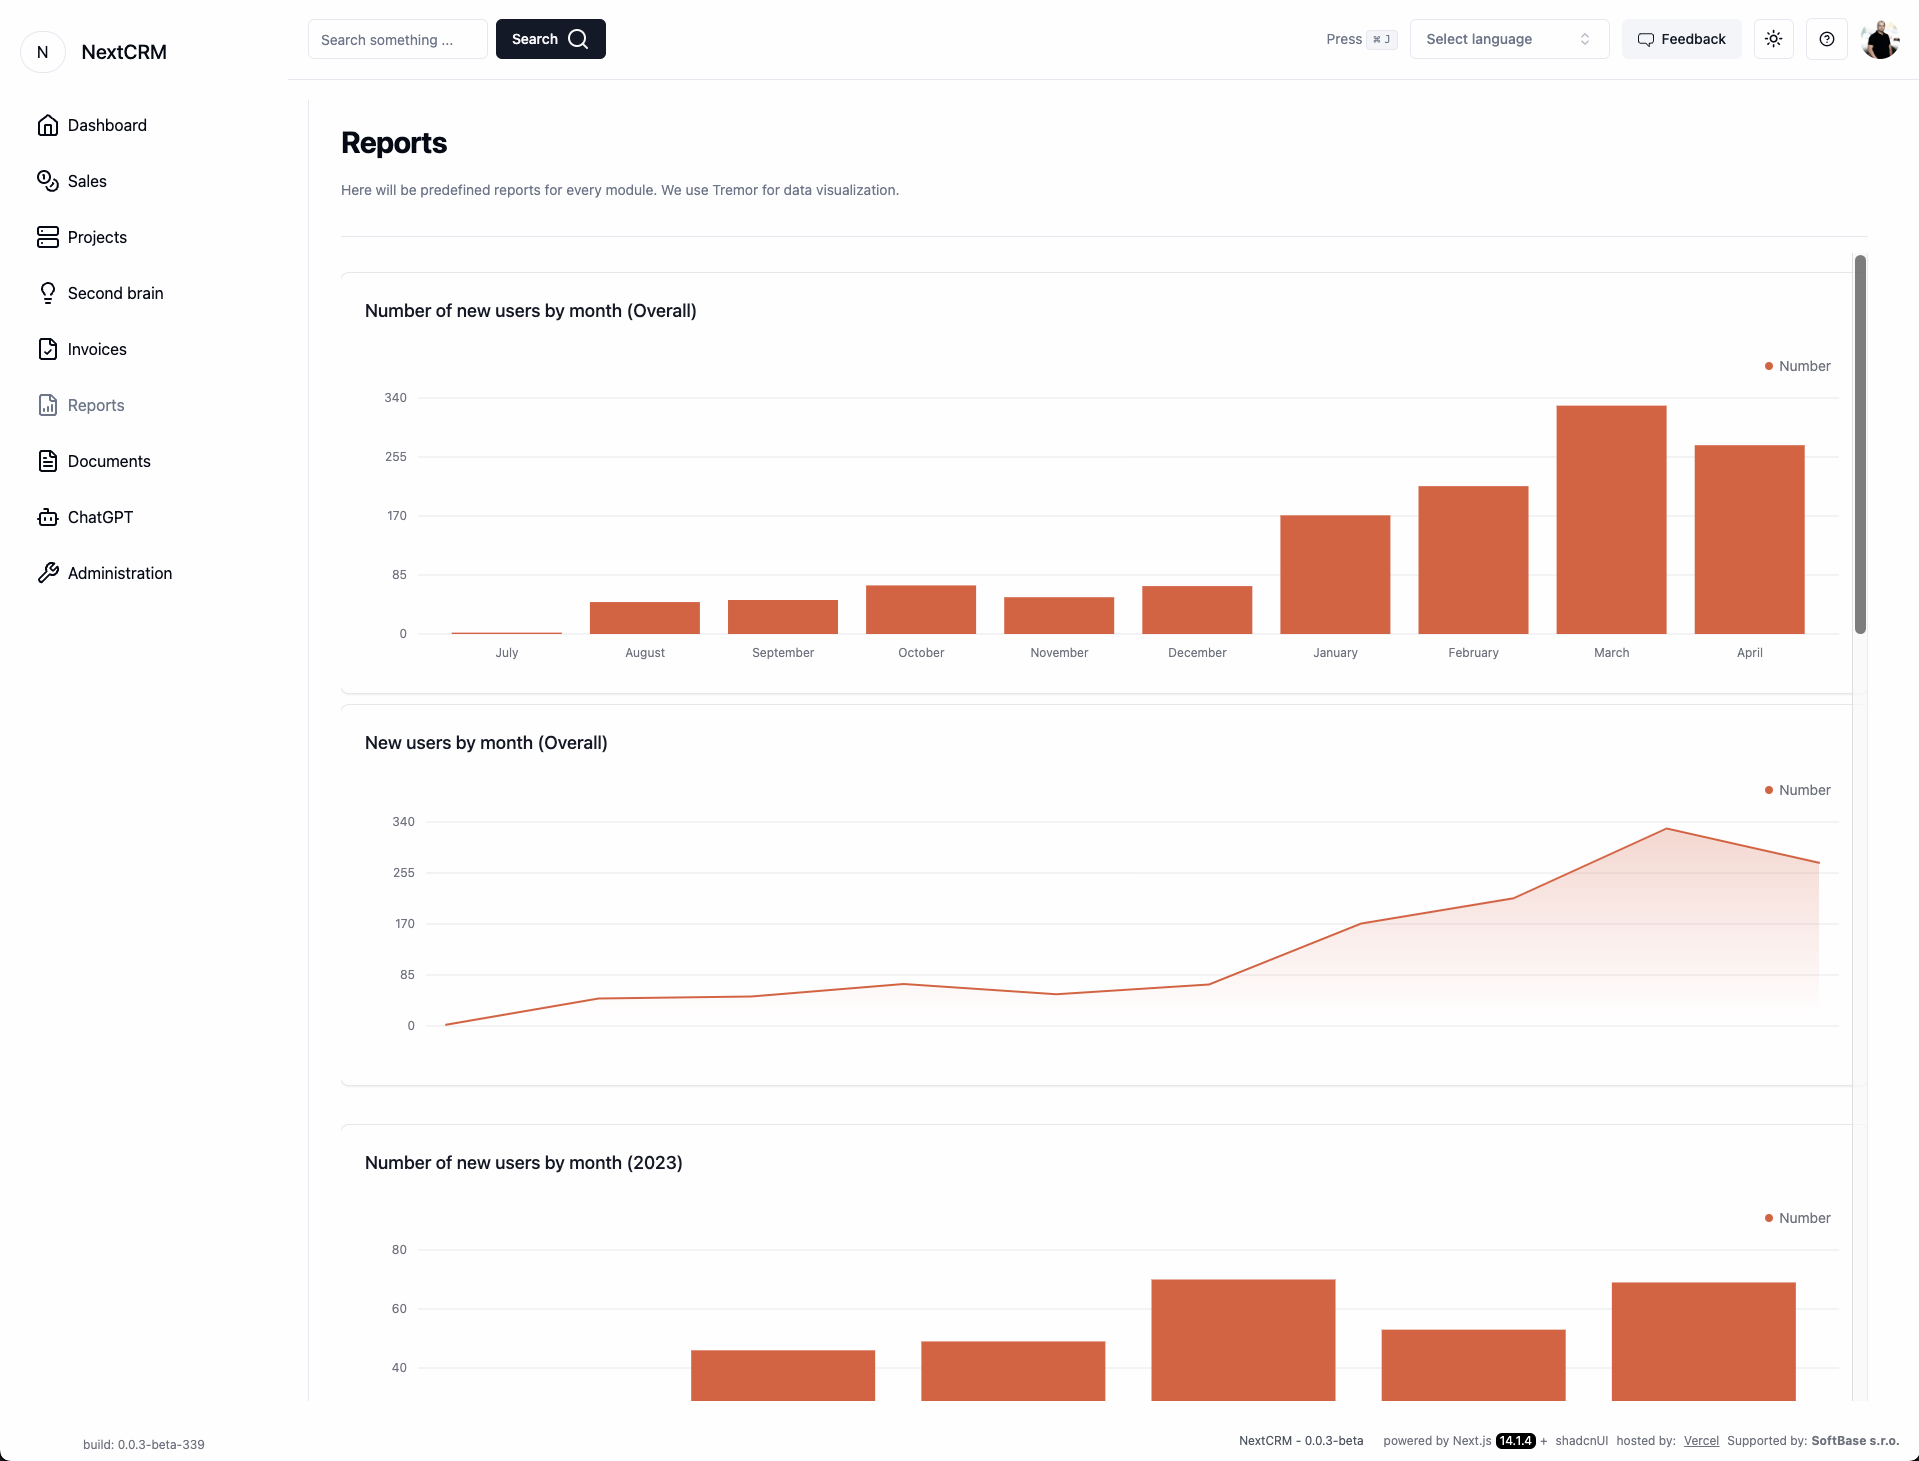 N NextCRM
Search something ...
Search
Press ⌘ J
Select language
Feedback
Dashboard
Sales
Projects
Second brain
Invoices
Reports
Documents
ChatGPT
Administration
Reports
Here will be predefined reports for every module. We use Tremor for data visualization.
Number of new users by month (Overall)
Number
340
255
170
85
0
July August September October November December January February March April
New users by month (Overall)
Number
340
255
170
85
0
Number of new users by month (2023)
Number
80
60
40
build: 0.0.3-beta-339
NextCRM - 0.0.3-beta powered by Next.js 14.1.4 + shadcnUI hosted by: Vercel Supported by: SoftBase s.r.o.